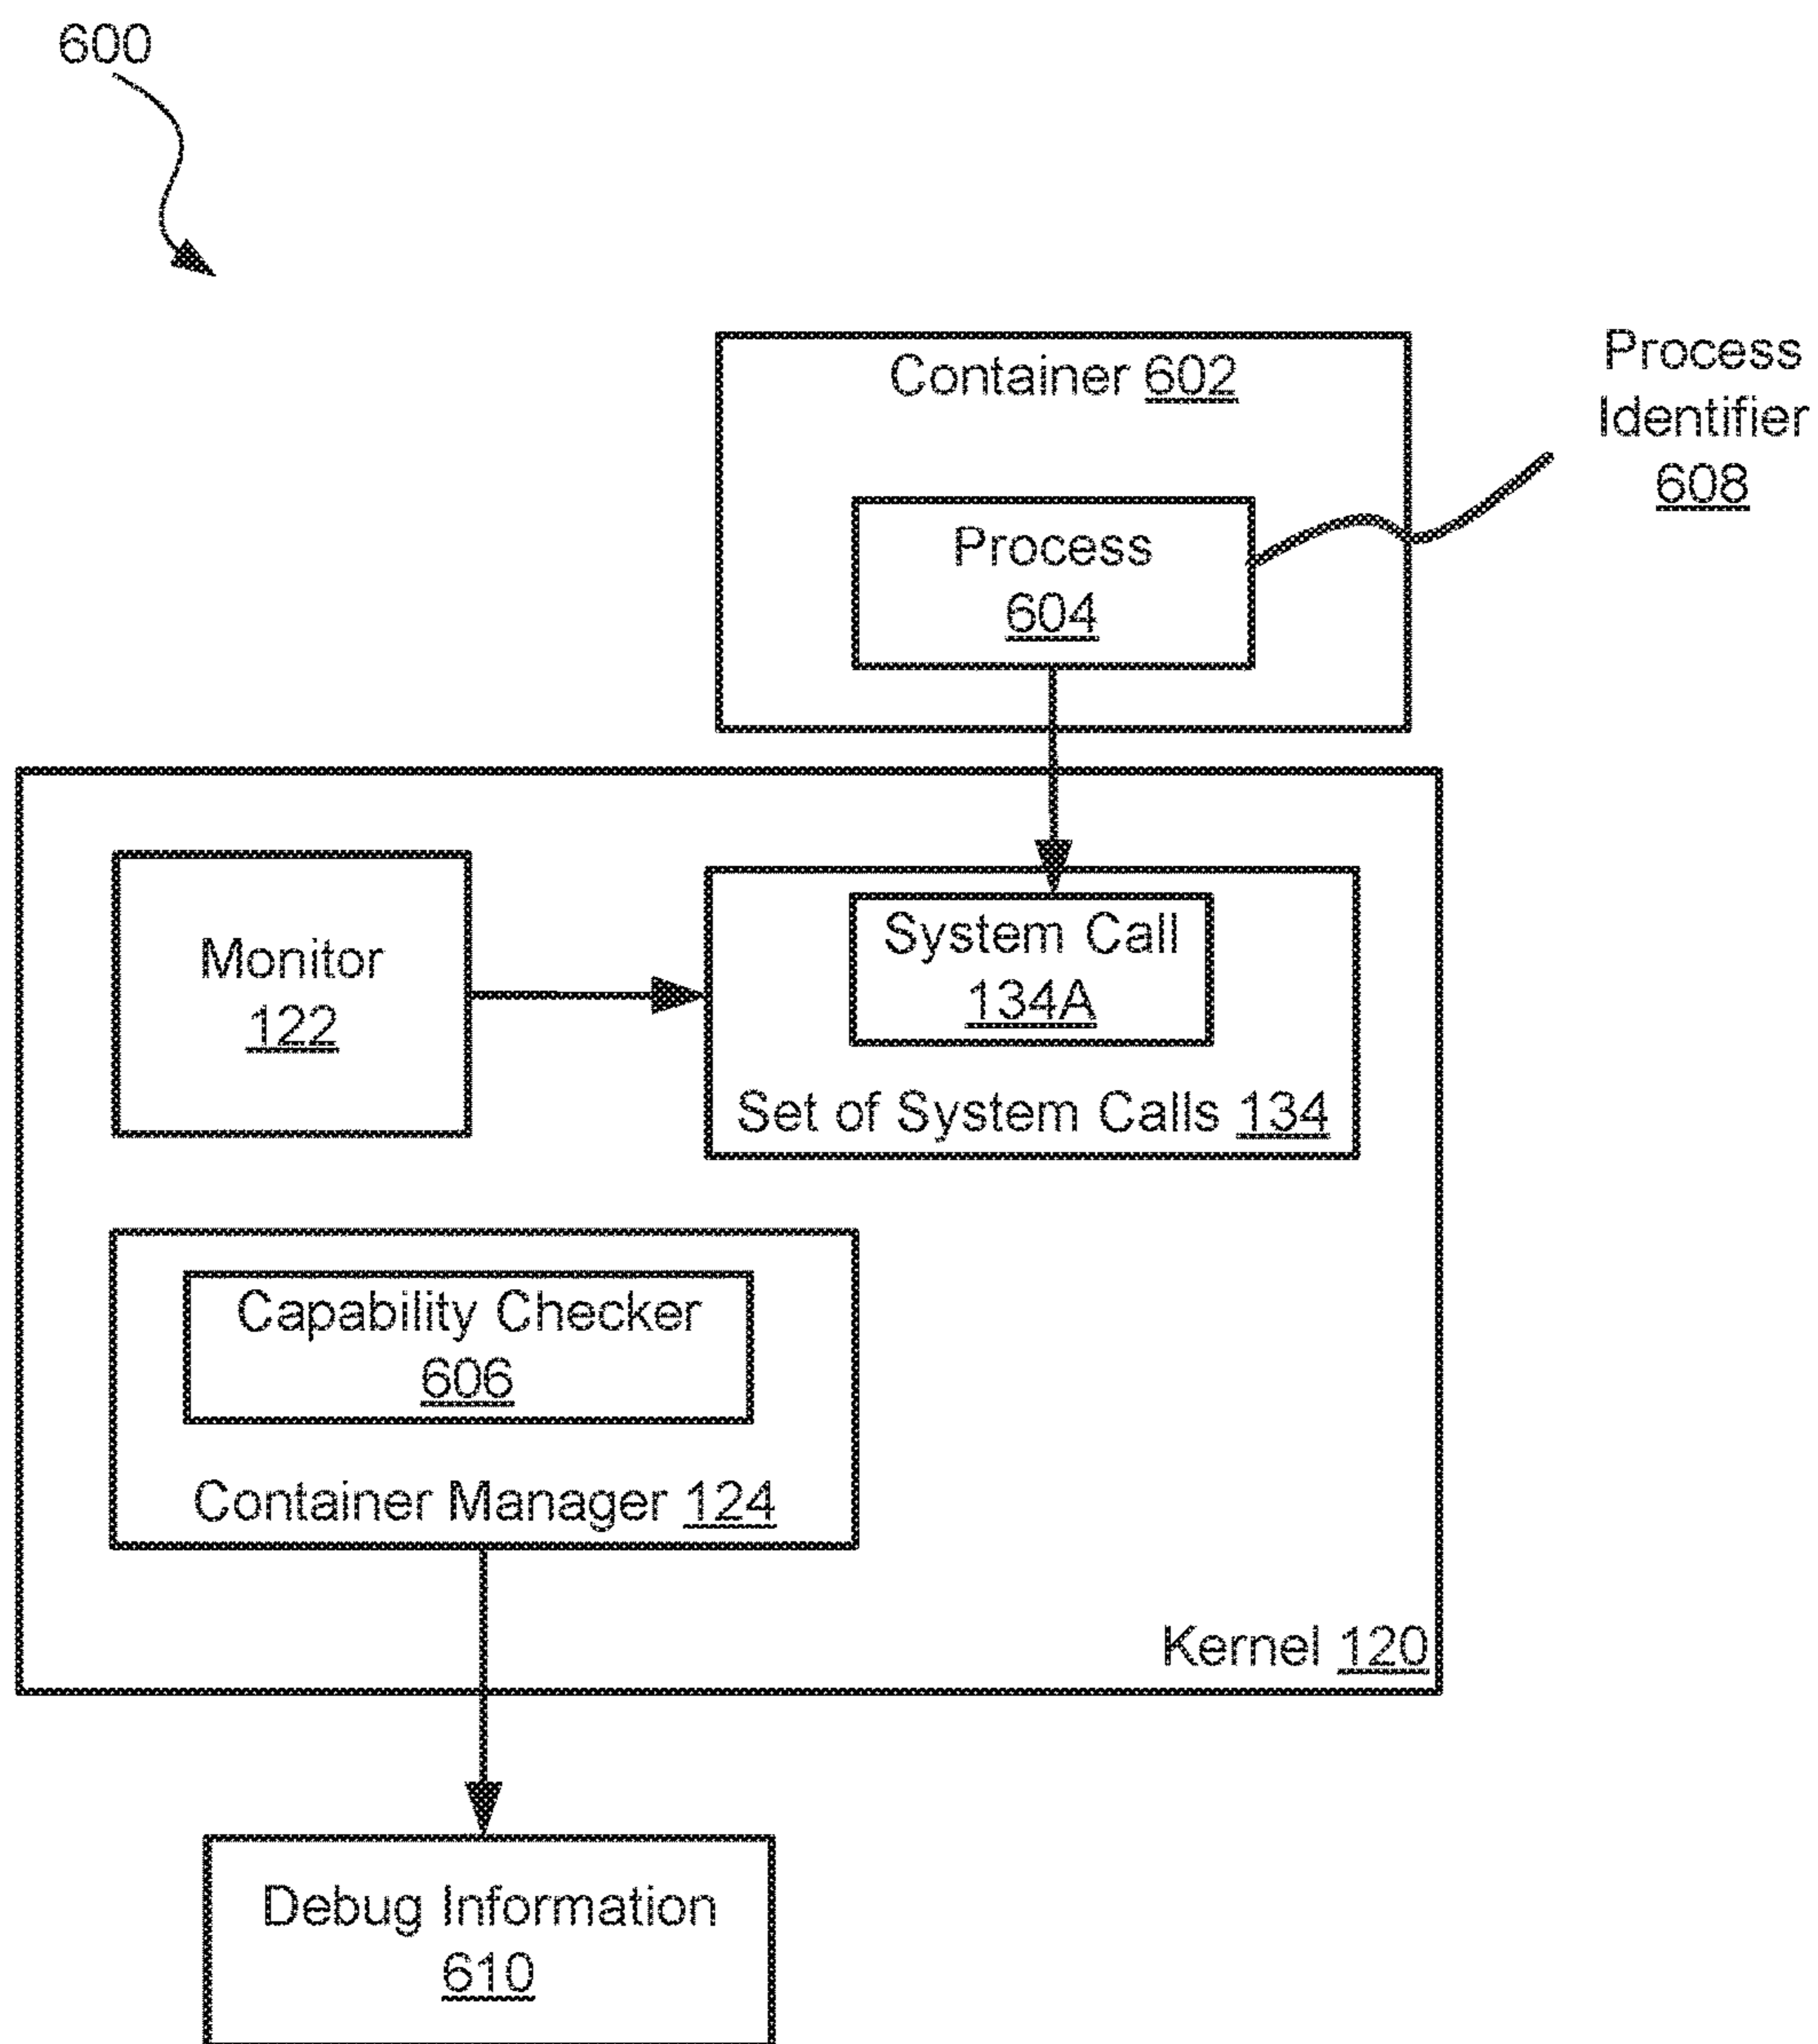 600
Container 602
Process
Identifier
608
Process
604
Monitor
122
System Call
134A
Set of System Calls 134
Capability Checker
606
Container Manager 124
Kernel 120
Debug Information
610